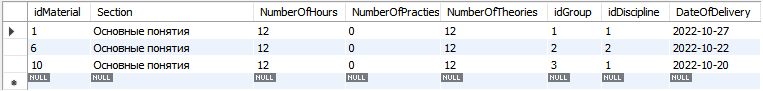 idMaterial Section NumberOfHours NumberOfPracties NumberOfTheories idGroup idDiscipline DateOfDelivery
1 Основные понятия 12 0 12 1 1 2022-10-27
6 Основные понятия 12 0 12 2 2 2022-10-22
10 Основные понятия 12 0 12 3 1 2022-10-20
NULL NULL NULL NULL NULL NULL NULL NULL